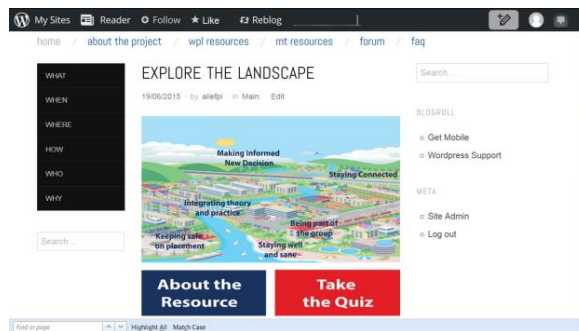 My Sites Reader Follow Like Reblog
home / about the project / wpl resources / mt resources / forum / faq
WHAT
WHEN
WHERE
HOW
WHO
WHY
Search ...
EXPLORE THE LANDSCAPE
19/06/2015 by allefpl in Main. Edit
Making informed
New Decision
Staying Connected
Integrating theory
and practice
Being part of
the group
Keeping safe
on placement
Staying well
and sane
About the
Resource
Take
the Quiz
Search ...
BLOGROLL
Get Mobile
Wordpress Support
META
Site Admin
Log out
Find in page Highlight All Match Case